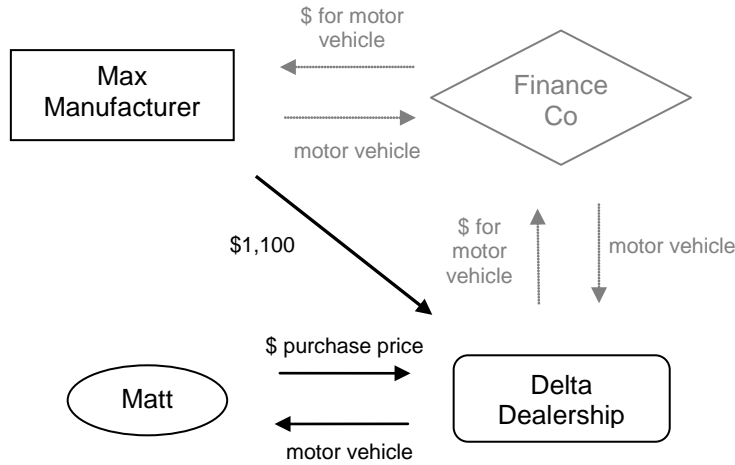 $ for motor
vehicle
Max
Manufacturer
Finance
Co
motor vehicle
$1,100
$ for
motor
vehicle
motor vehicle
$ purchase price
Matt
Delta
Dealership
motor vehicle